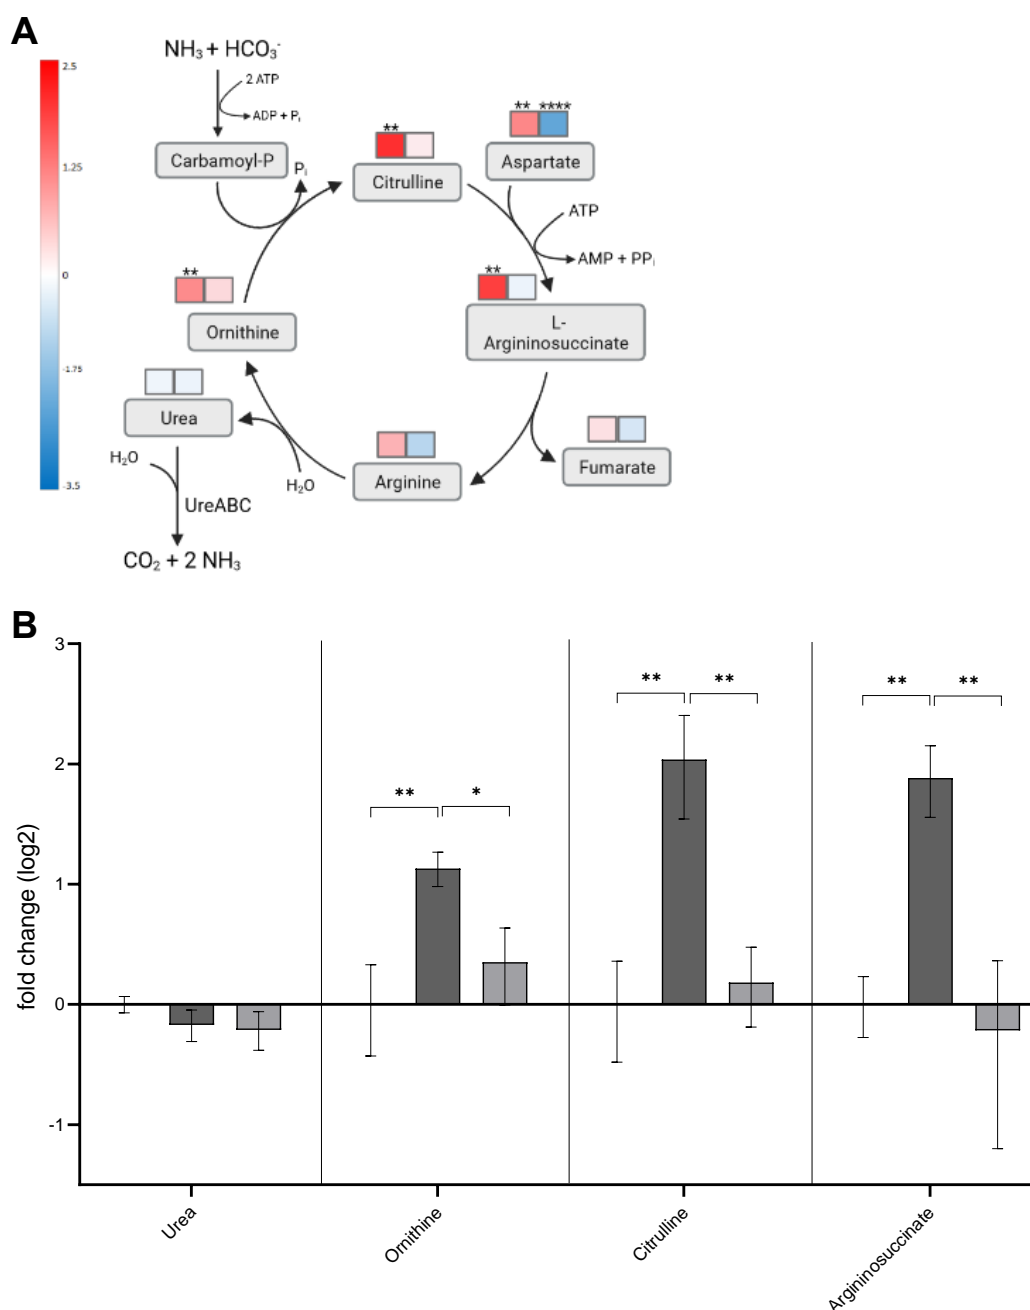 A
NH₃ + HCO₃⁻
2.5
2 ATP
** ****
ADP + Pᵢ
**
Carbamoyl-P
Pᵢ
Aspartate
1.25
Citrulline
ATP
AMP + PPᵢ
0
**
**
Ornithine
L-
Argininosuccinate
-1.75
Urea
H₂O
Fumarate
Arginine
H₂O
-3.5
UreABC
CO₂ + 2 NH₃
B
fold change (log2)
3
2
1
0
-1
** *
** **
** **
Urea
Ornithine
Citrulline
Argininosuccinate